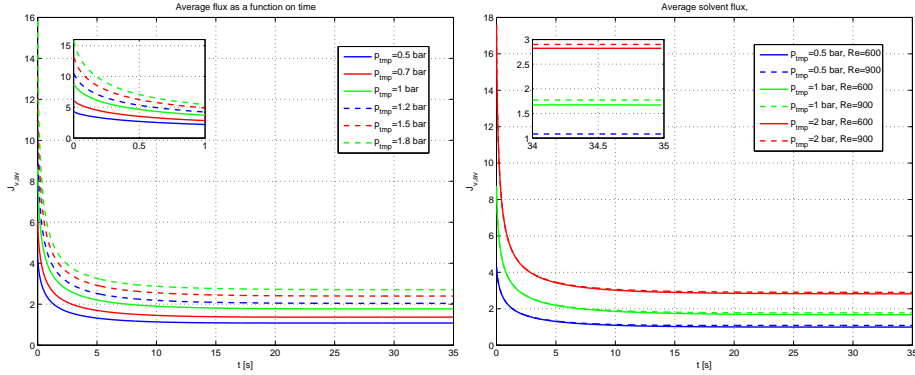 Average flux as a function on time
16
14
12
10
8
6
4
2
0
0 5 10 15 20 25 30 35
t [s]
J_v,av
15
10
5
0
0 0.5 1
p_tmp=0.5 bar
p_tmp=0.7 bar
p_tmp=1 bar
p_tmp=1.2 bar
p_tmp=1.5 bar
p_tmp=1.8 bar
Average solvent flux,
18
16
14
12
10
8
6
4
2
0
0 5 10 15 20 25 30 35
t [s]
J_v,av
3
2.5
2
1.5
1
34 34.5 35
p_tmp=0.5 bar, Re=600
p_tmp=0.5 bar, Re=900
p_tmp=1 bar, Re=600
p_tmp=1 bar, Re=900
p_tmp=2 bar, Re=600
p_tmp=2 bar, Re=900